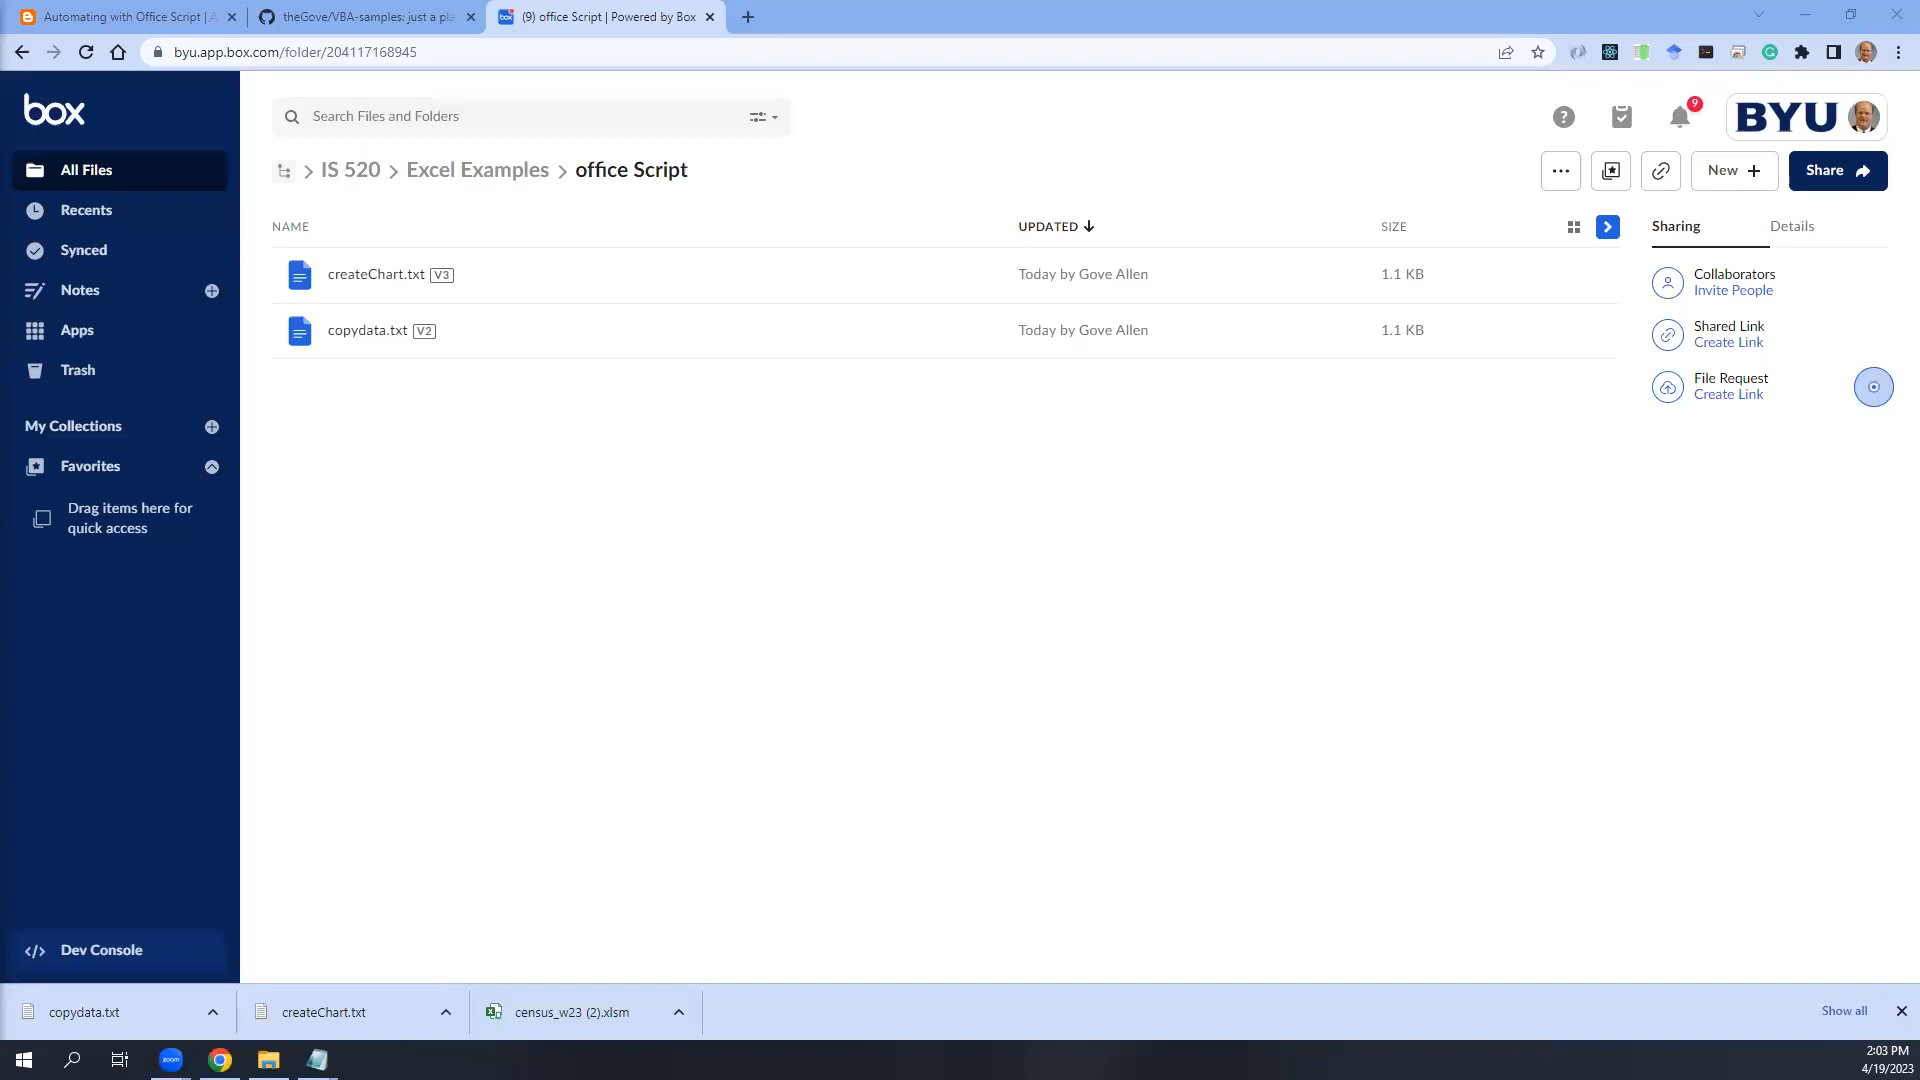 Automating with Office Script | A
theGove/VBA-samples: just a pla
(9) office Script | Powered by Box
byu.app.box.com/folder/204117168945
box
Search Files and Folders
9
BYU
IS 520 > Excel Examples > office Script
New +
Share
All Files
Recents
Synced
Notes
Apps
Trash
My Collections
Favorites
Drag items here for
quick access
Dev Console
NAME
UPDATED
SIZE
createChart.txt V3
Today by Gove Allen
1.1 KB
copydata.txt V2
Today by Gove Allen
1.1 KB
Sharing
Details
Collaborators
Invite People
Shared Link
Create Link
File Request
Create Link
copydata.txt
createChart.txt
census_w23 (2).xlsm
Show all
zoom
2:03 PM
4/19/2023